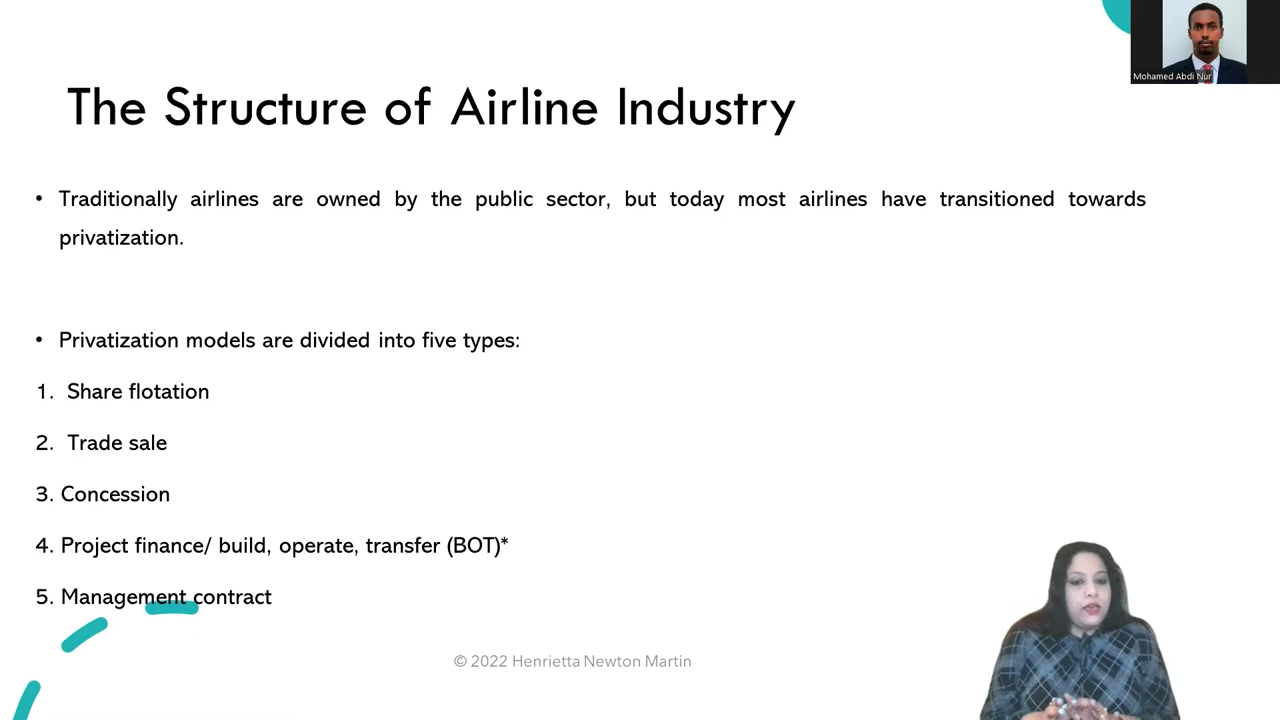 Mohamed Abdi Nur
The Structure of Airline Industry
• Traditionally airlines are owned by the public sector, but today most airlines have transitioned towards
privatization.
• Privatization models are divided into five types:
1. Share flotation
2. Trade sale
3. Concession
4. Project finance/ build, operate, transfer (BOT)*
5. Management contract
© 2022 Henrietta Newton Martin